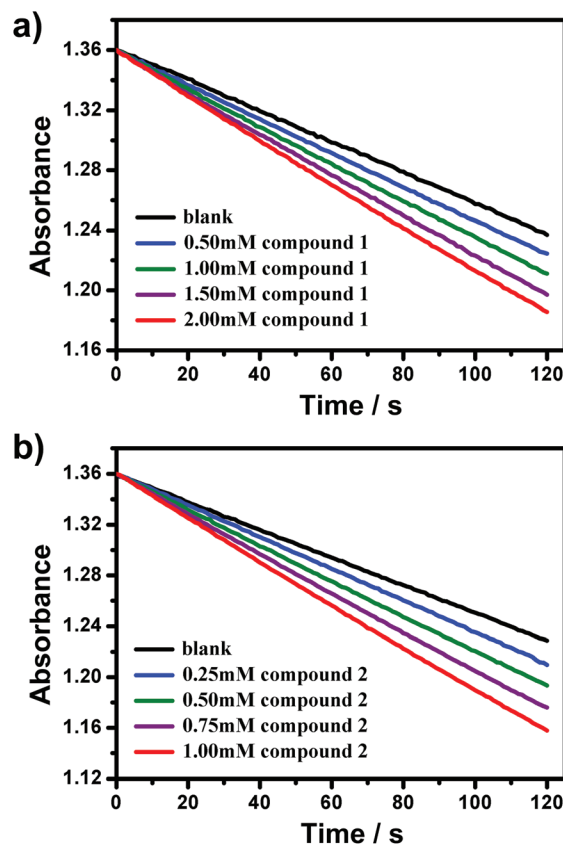 a)
1.36
1.32
1.28
1.24
1.20
1.16
Absorbance
blank
0.50mM compound 1
1.00mM compound 1
1.50mM compound 1
2.00mM compound 1
0 20 40 60 80 100 120
Time / s
b)
1.36
1.32
1.28
1.24
1.20
1.16
1.12
Absorbance
blank
0.25mM compound 2
0.50mM compound 2
0.75mM compound 2
1.00mM compound 2
0 20 40 60 80 100 120
Time / s